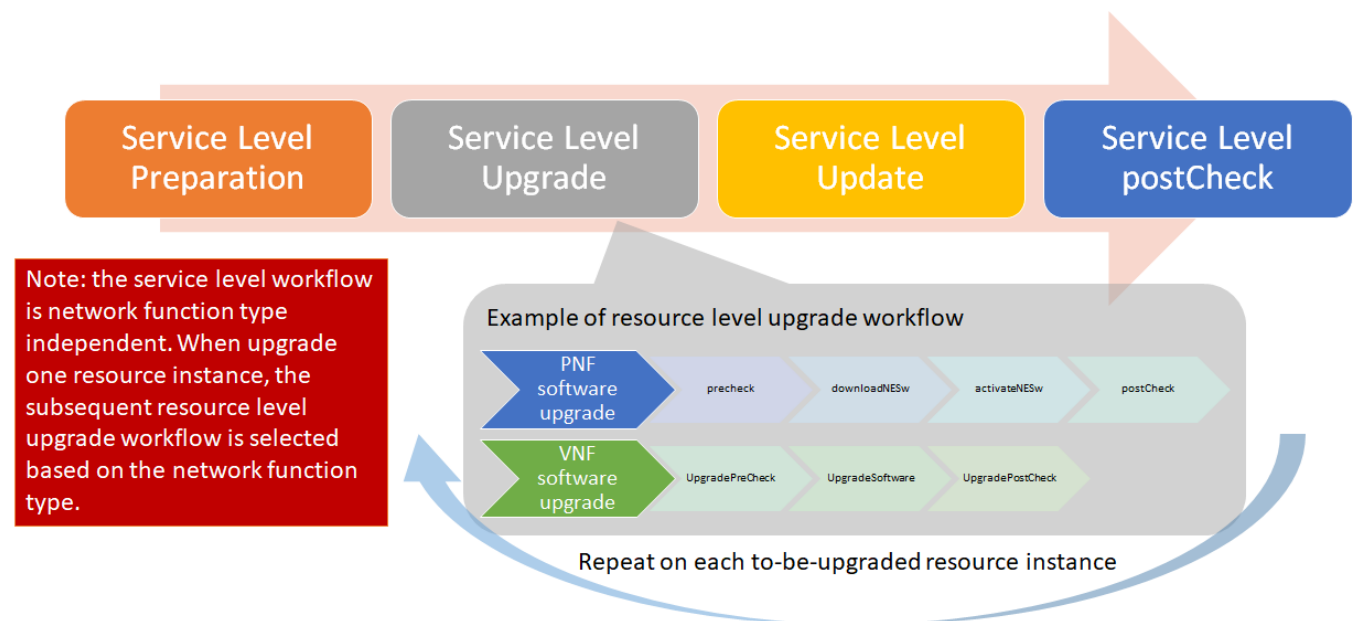 Service Level
Preparation
Service Level
Upgrade
Service Level
Update
Service Level
postCheck
Note: the service level workflow
is network function type
independent. When upgrade
one resource instance, the
subsequent resource level
upgrade workflow is selected
based on the network function
type.
Example of resource level upgrade workflow
PNF
software
upgrade
precheck
downloadNESw
activateNESw
postCheck
VNF
software
upgrade
UpgradePreCheck
UpgradeSoftware
UpgradePostCheck
Repeat on each to-be-upgraded resource instance